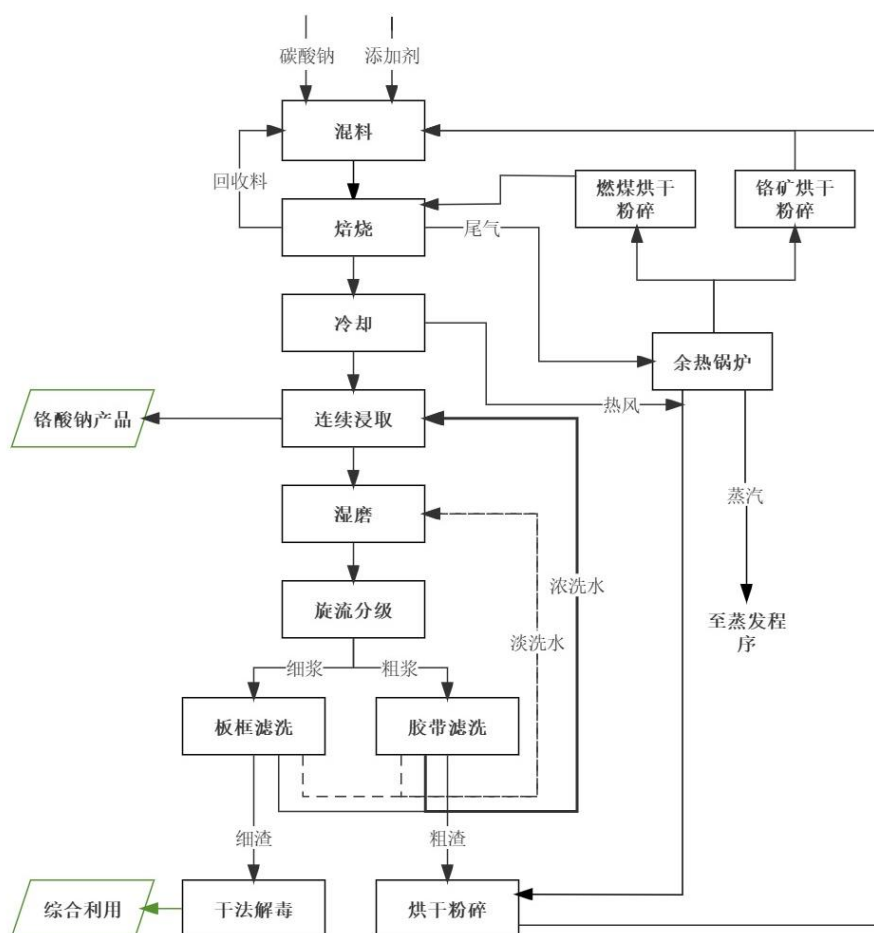 碳酸钠
添加剂
混料
回收料
燃煤烘干
粉碎
铬矿烘干
粉碎
焙烧
尾气
冷却
余热锅炉
铬酸钠产品
连续浸取
热风
蒸汽
湿磨
浓洗水
旋流分级
淡洗水
至蒸发程
序
细浆
粗浆
板框滤洗
胶带滤洗
细渣
粗渣
综合利用
干法解毒
烘干粉碎